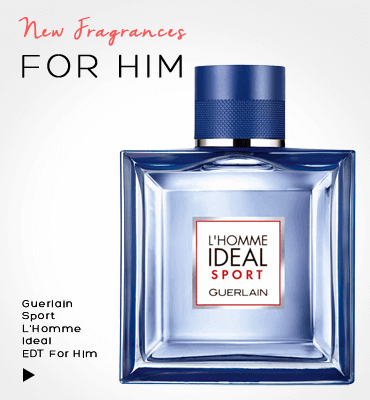 New Fragrances
FOR HIM
L'HOMME
IDEAL
SPORT
GUERLAIN
Guerlain
Sport
L'Homme
Ideal
EDT For Him